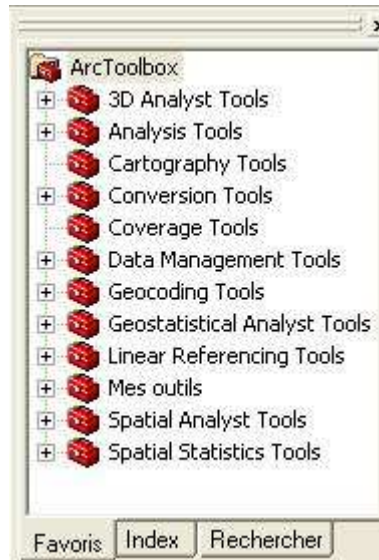 ArcToolbox
3D Analyst Tools
Analysis Tools
Cartography Tools
Conversion Tools
Coverage Tools
Data Management Tools
Geocoding Tools
Geostatistical Analyst Tools
Linear Referencing Tools
Mes outils
Spatial Analyst Tools
Spatial Statistics Tools
Favoris Index Rechercher